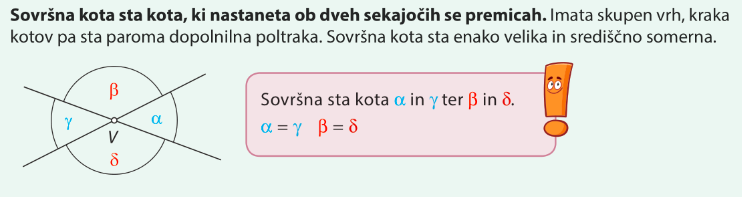 Sovršna kota sta kota, ki nastaneta ob dveh sekajočih se premicah. Imata skupen vrh, kraka
kotov pa sta paroma dopolnilna poltraka. Sovršna kota sta enako velika in središčno somerna.
β
γ
α
V
δ
Sovršna sta kota α in γ ter β in δ.
α = γ β = δ